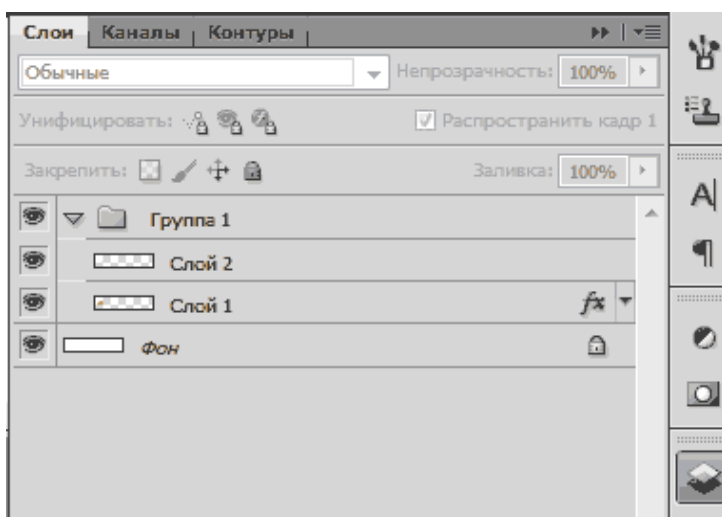 Слои Каналы Контуры
Обычные Непрозрачность: 100%
Унифицировать: Распространить кадр 1
Закрепить: Заливка: 100%
Группа 1
Слой 2
Слой 1 fx
Фон
A
¶